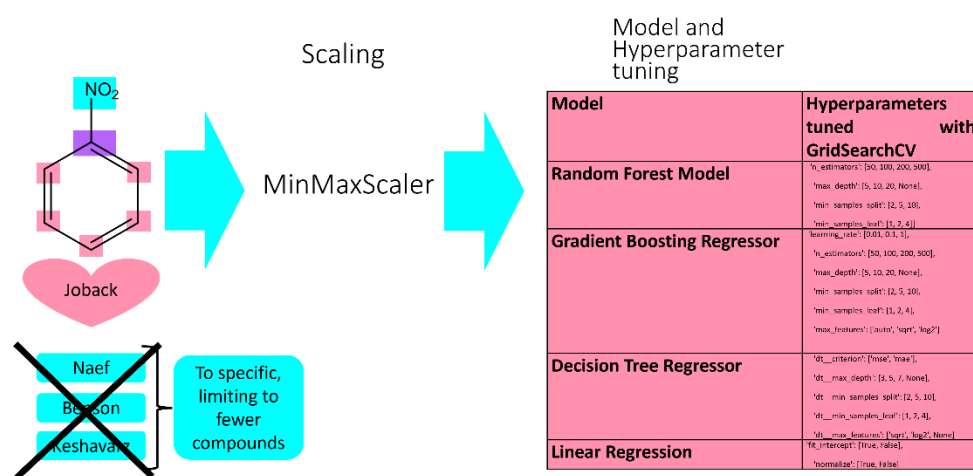 Scaling
Model and
Hyperparameter
tuning
NO2
MinMaxScaler
Joback
Naef
Benson
Keshavarz
To specific,
limiting to
fewer
compounds
Model
Hyperparameters
tuned with
GridSearchCV
Random Forest Model
'n_estimators': [50, 100, 200, 500],
'max_depth': [5, 10, 20, None],
'min_samples_split': [2, 5, 10],
'min_samples_leaf': [1, 2, 4]]
Gradient Boosting Regressor
'learning_rate': [0.01, 0.1, 1],
'n_estimators': [50, 100, 200, 500],
'max_depth': [5, 10, 20, None],
'min_samples_split': [2, 5, 10],
'min_samples_leaf': [1, 2, 4],
'max_features': ['auto', 'sqrt', 'log2']
Decision Tree Regressor
'dt__criterion': ['mse', 'mae'],
'dt__max_depth': [3, 5, 7, None],
'dt__min_samples_split': [2, 5, 10],
'dt__min_samples_leaf': [1, 2, 4],
'dt__max_features': ['sqrt', 'log2', None]
Linear Regression
'fit_intercept': [True, False],
'normalize': [True, False]